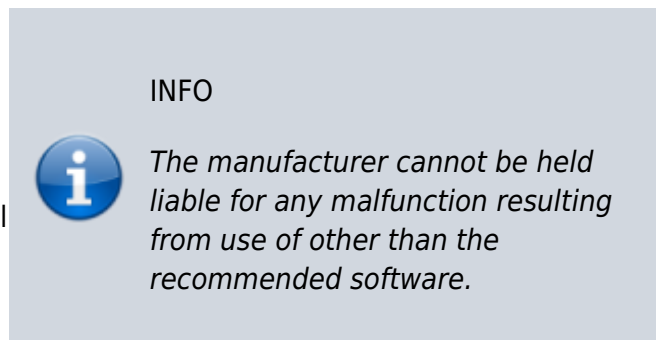 INFO
The manufacturer cannot be held
liable for any malfunction resulting
from use of other than the
recommended software.